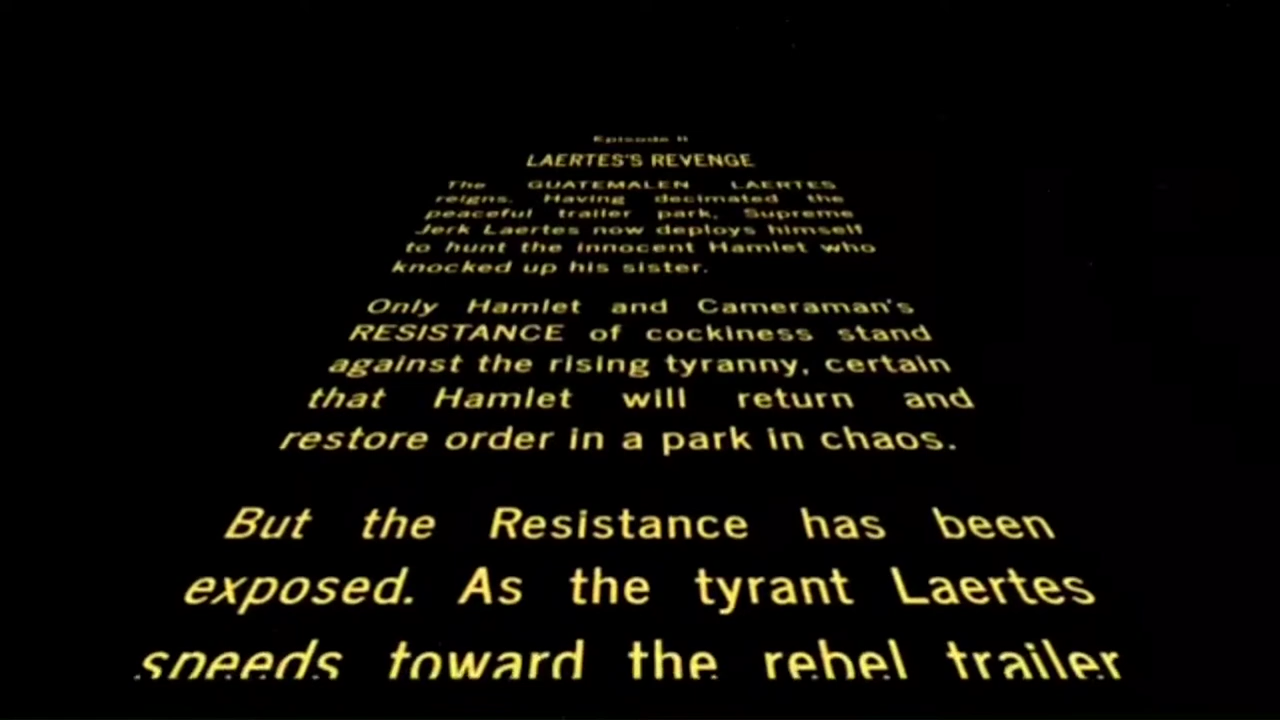 Episode II
LAERTES'S REVENGE
The GUATEMALEN LAERTES
reigns. Having decimated the
peaceful trailer park, Supreme
Jerk Laertes now deploys himself
to hunt the innocent Hamlet who
knocked up his sister.
Only Hamlet and Cameraman's
RESISTANCE of cockiness stand
against the rising tyranny, certain
that Hamlet will return and
restore order in a park in chaos.
But the Resistance has been
exposed. As the tyrant Laertes
speeds toward the rebel trailer